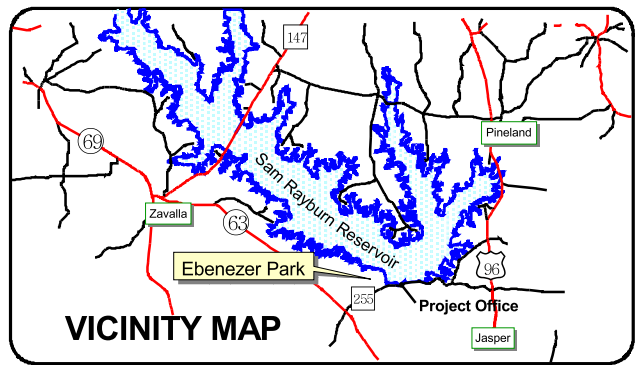 147
Pineland
69
Sam Rayburn Reservoir
Zavalla
63
Ebenezer Park
96
255
Project Office
VICINITY MAP
Jasper